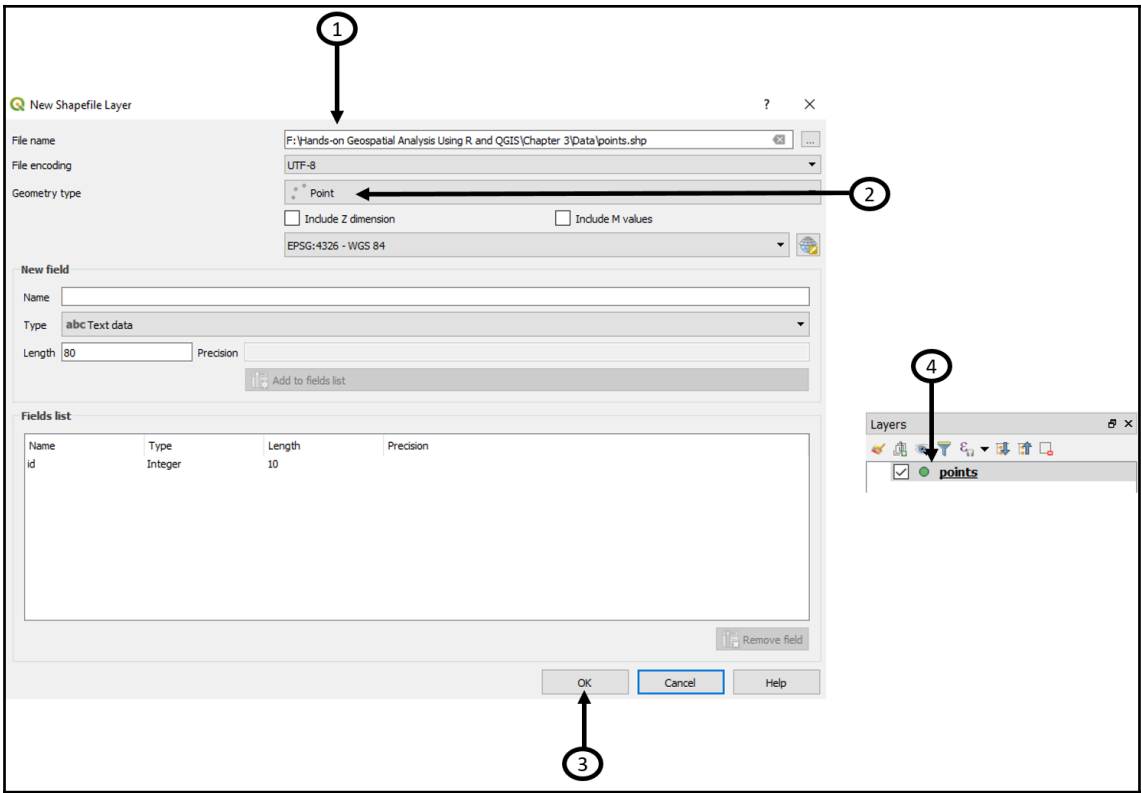 1
New Shapefile Layer ?
File name F:\Hands-on Geospatial Analysis Using R and QGIS\Chapter 3\Data\points.shp ...
File encoding UTF-8
Geometry type Point
2
Include Z dimension Include M values
EPSG:4326 - WGS 84
New field
Name
Type abc Text data
Length 80 Precision
Add to fields list
4
Fields list
Layers
Name Type Length Precision
id Integer 10
points
Remove field
OK Cancel Help
3